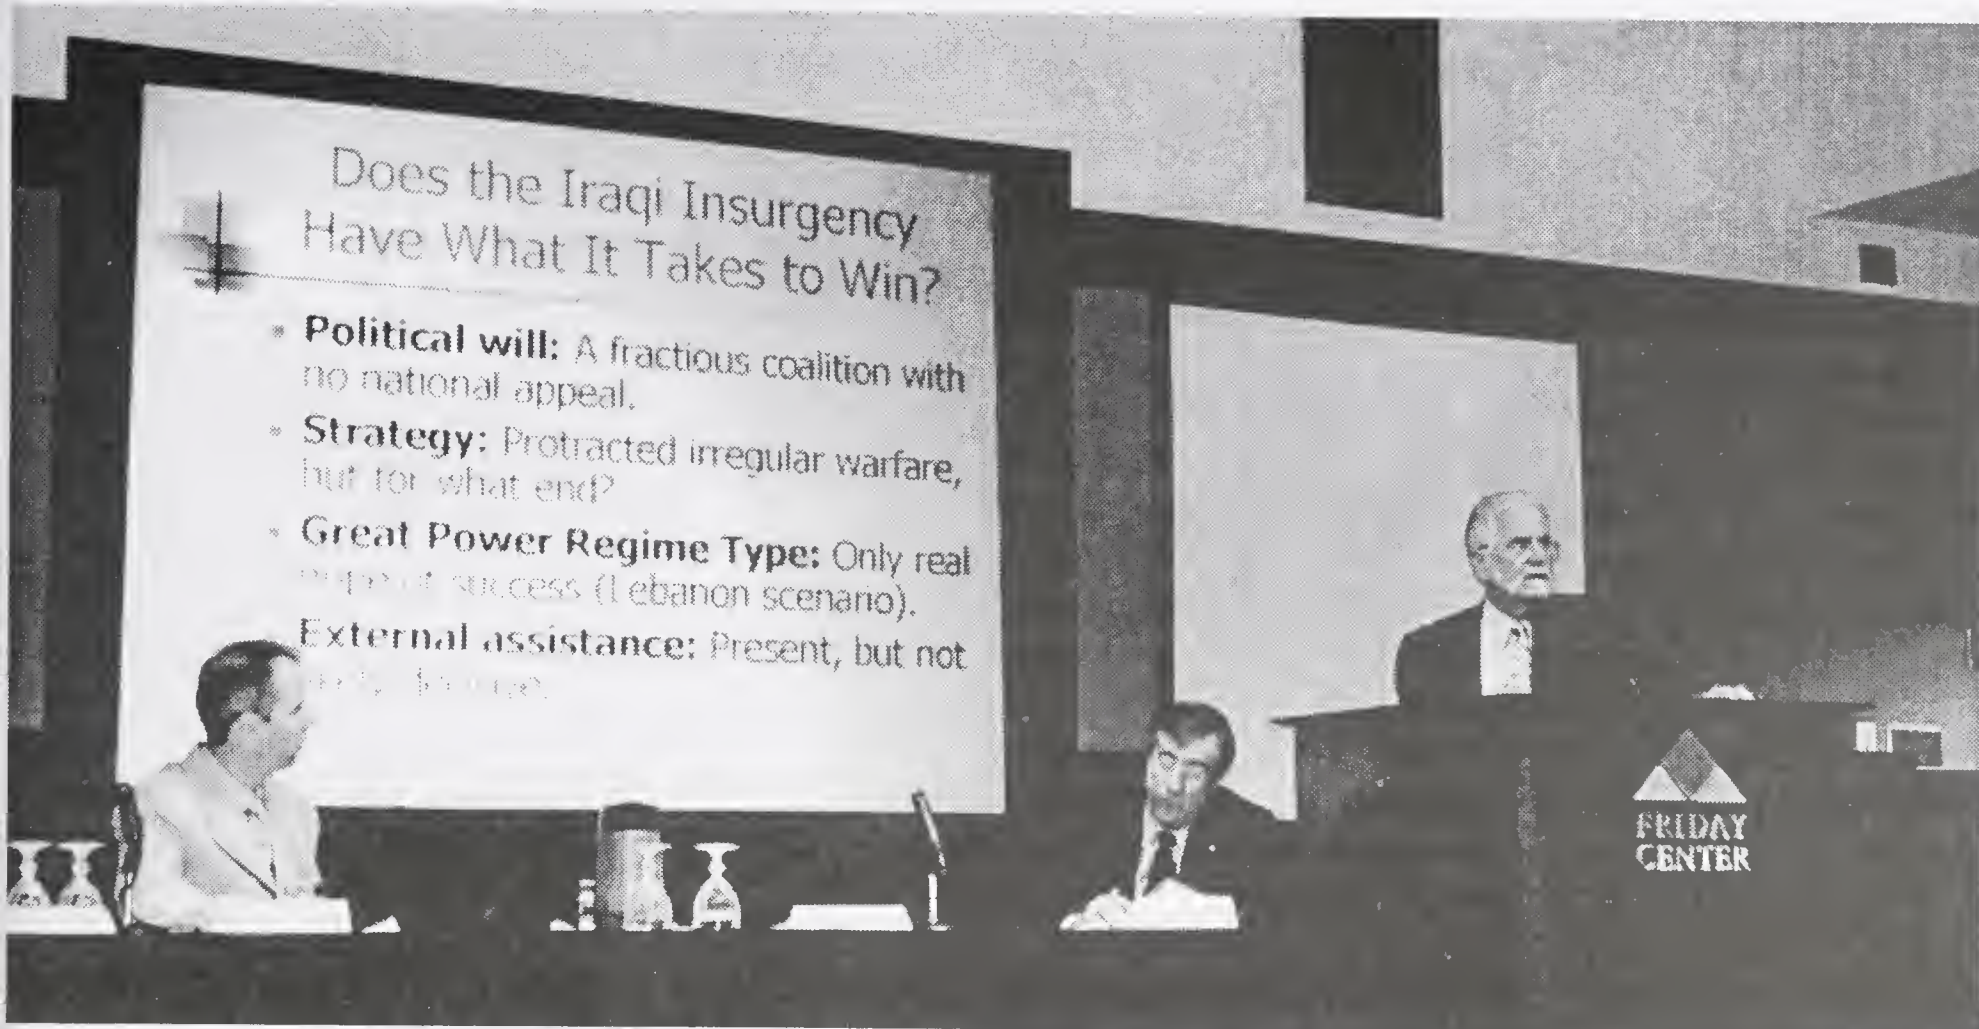 Does the Iraqi Insurgency
Have What It Takes to Win?
Political will: A fractious coalition with
no national appeal.
Strategy: Protracted irregular warfare,
but for what end?
Great Power Regime Type: Only real
success (Lebanon scenario).
External assistance: Present, but not
FRIDAY
CENTER